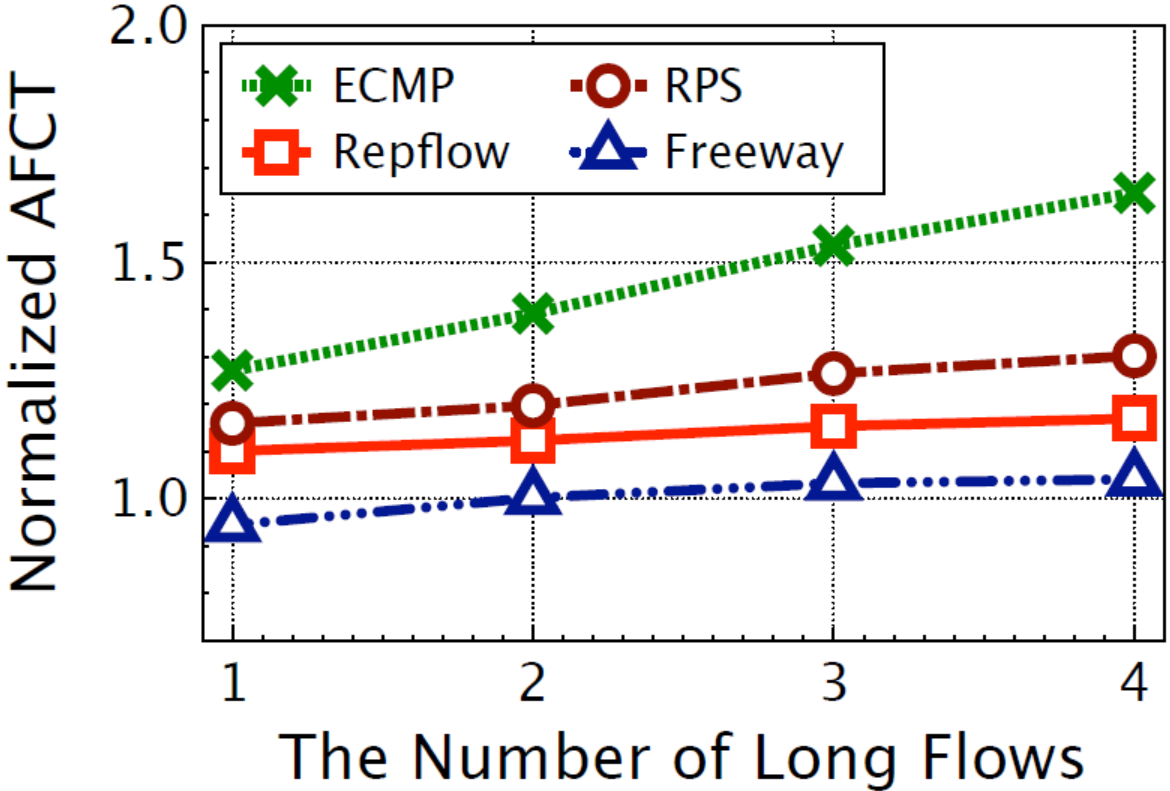 Normalized AFCT
2.0
1.5
1.0
ECMP
RPS
Repflow
Freeway
1 2 3 4
The Number of Long Flows